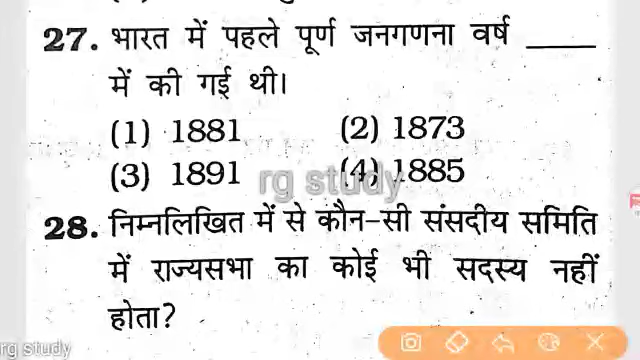 27. भारत में पहले पूर्ण जनगणना वर्ष ____
में की गई थी।
(1) 1881 (2) 1873
(3) 1891 (4) 1885
rg study
28. निम्नलिखित में से कौन-सी संसदीय समिति
में राज्यसभा का कोई भी सदस्य नहीं
होता?
rg study